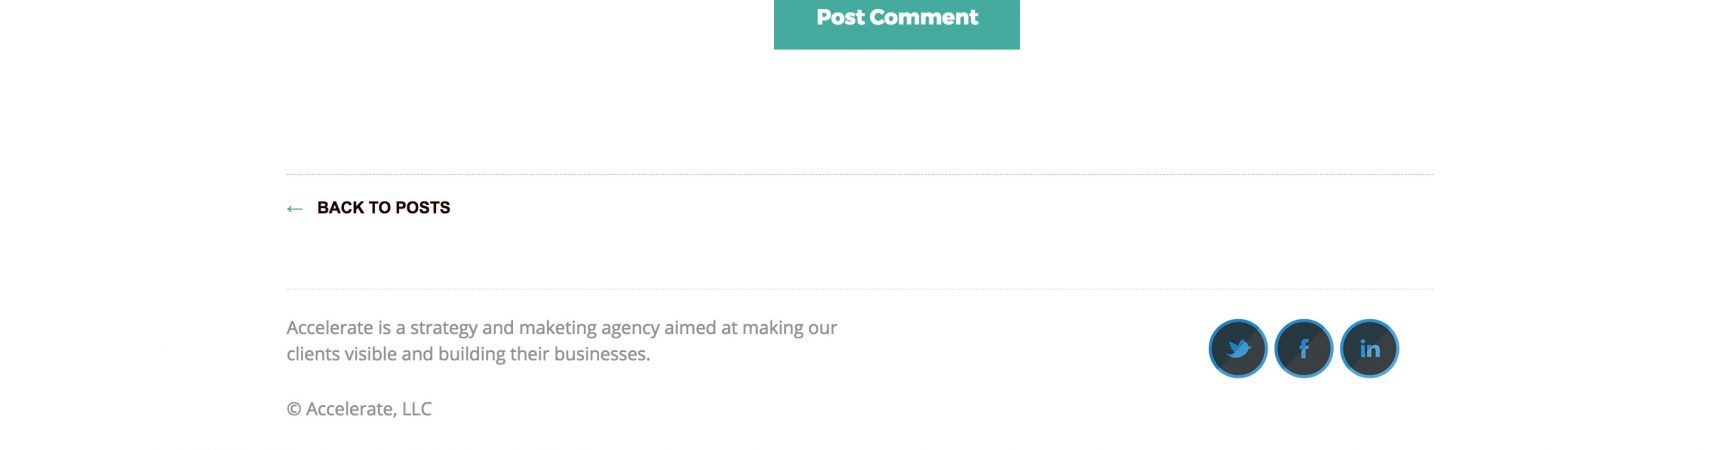 Post Comment
← BACK TO POSTS
Accelerate is a strategy and maketing agency aimed at making our
clients visible and building their businesses.
f
in
© Accelerate, LLC